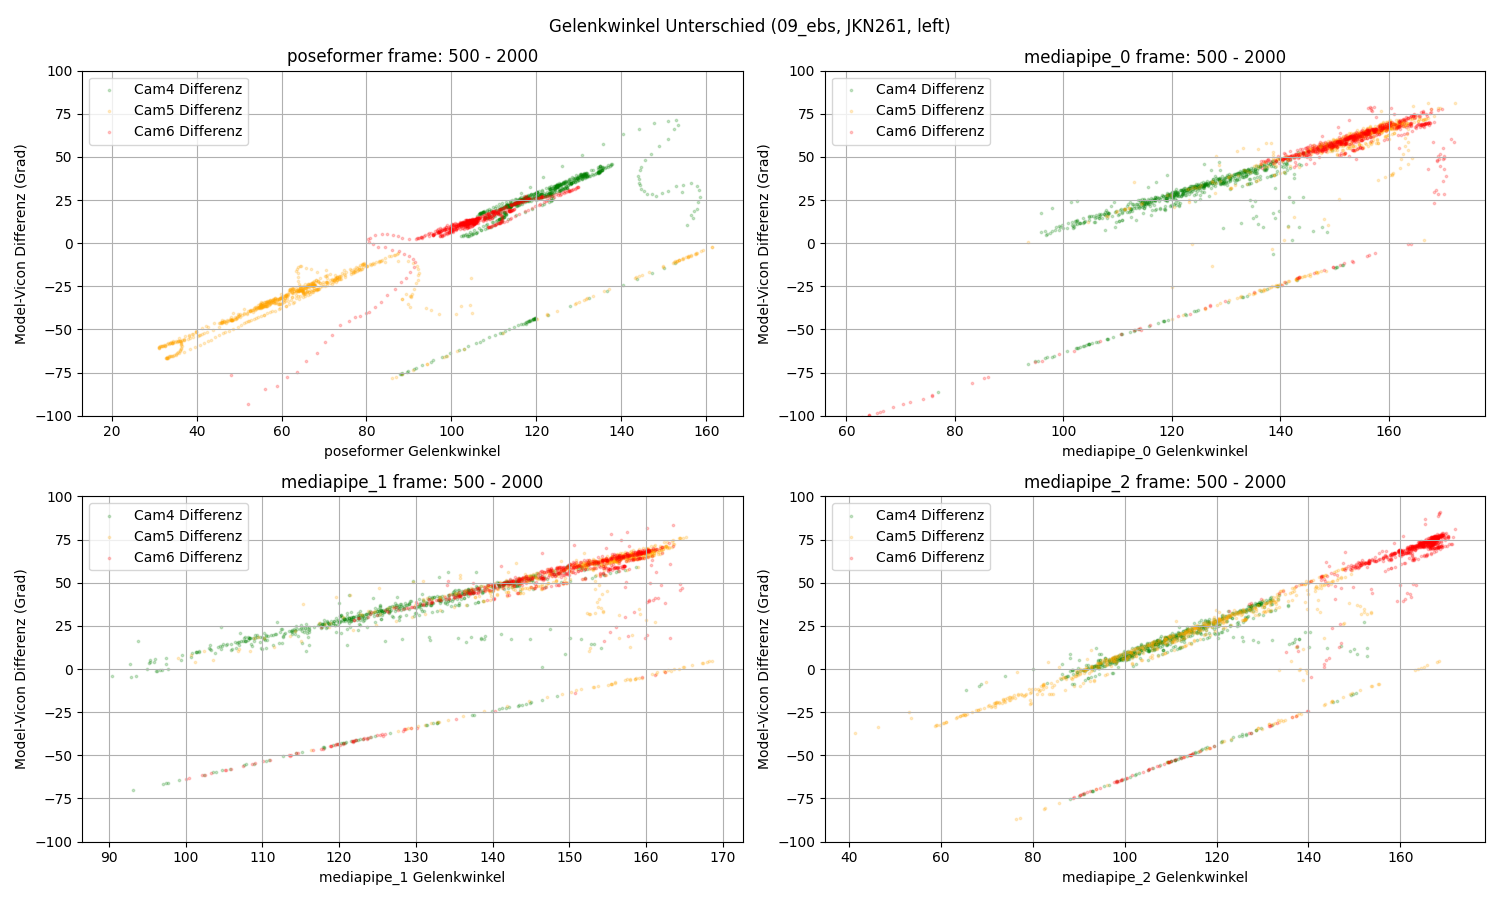 Gelenkwinkel Unterschied (09_ebs, JKN261, left)
poseformer frame: 500 - 2000
100
75
50
25
0
−25
−50
−75
−100
Model-Vicon Differenz (Grad)
Cam4 Differenz
Cam5 Differenz
Cam6 Differenz
20 40 60 80 100 120 140 160
poseformer Gelenkwinkel
mediapipe_0 frame: 500 - 2000
100
75
50
25
0
−25
−50
−75
−100
Model-Vicon Differenz (Grad)
Cam4 Differenz
Cam5 Differenz
Cam6 Differenz
60 80 100 120 140 160
mediapipe_0 Gelenkwinkel
mediapipe_1 frame: 500 - 2000
100
75
50
25
0
−25
−50
−75
−100
Model-Vicon Differenz (Grad)
Cam4 Differenz
Cam5 Differenz
Cam6 Differenz
90 100 110 120 130 140 150 160 170
mediapipe_1 Gelenkwinkel
mediapipe_2 frame: 500 - 2000
100
75
50
25
0
−25
−50
−75
−100
Model-Vicon Differenz (Grad)
Cam4 Differenz
Cam5 Differenz
Cam6 Differenz
40 60 80 100 120 140 160
mediapipe_2 Gelenkwinkel